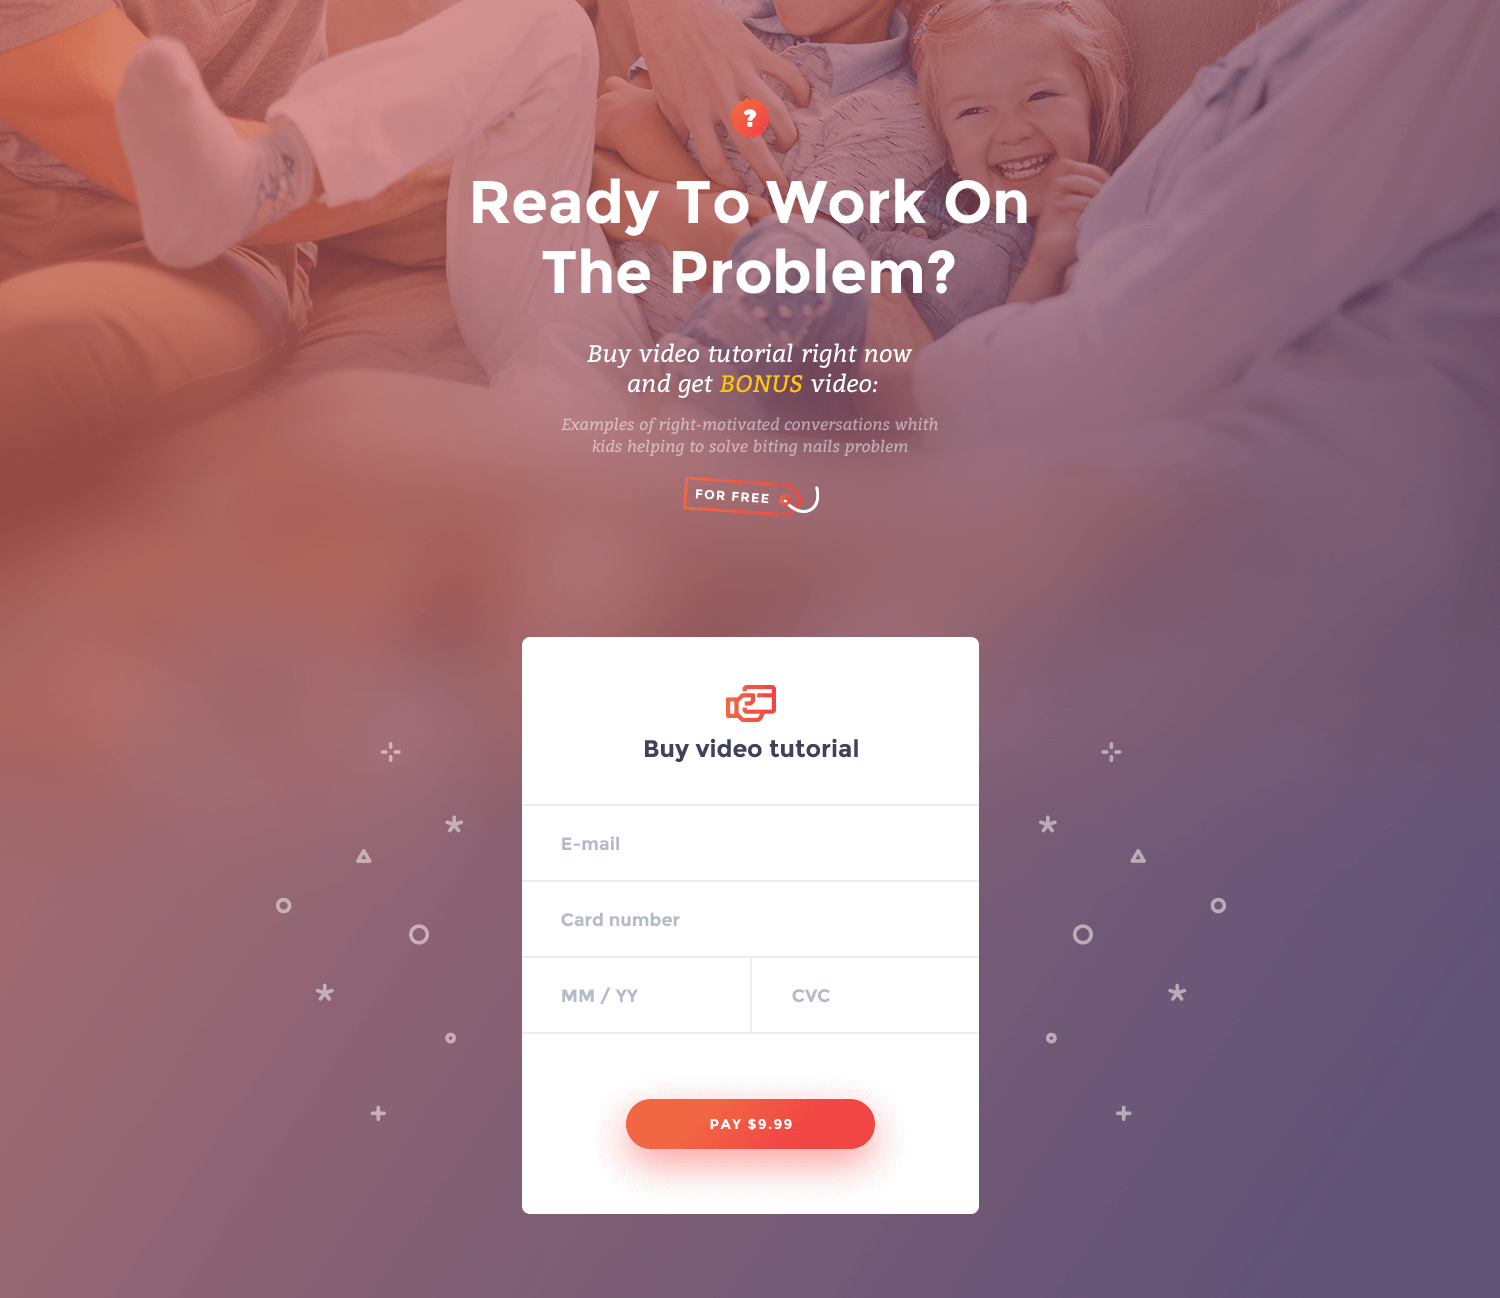 ?
Ready To Work On
The Problem?
Buy video tutorial right now
and get BONUS video:
Examples of right-motivated conversations whith
kids helping to solve biting nails problem
FOR FREE
Buy video tutorial
E-mail
Card number
MM / YY
CVC
PAY $9.99